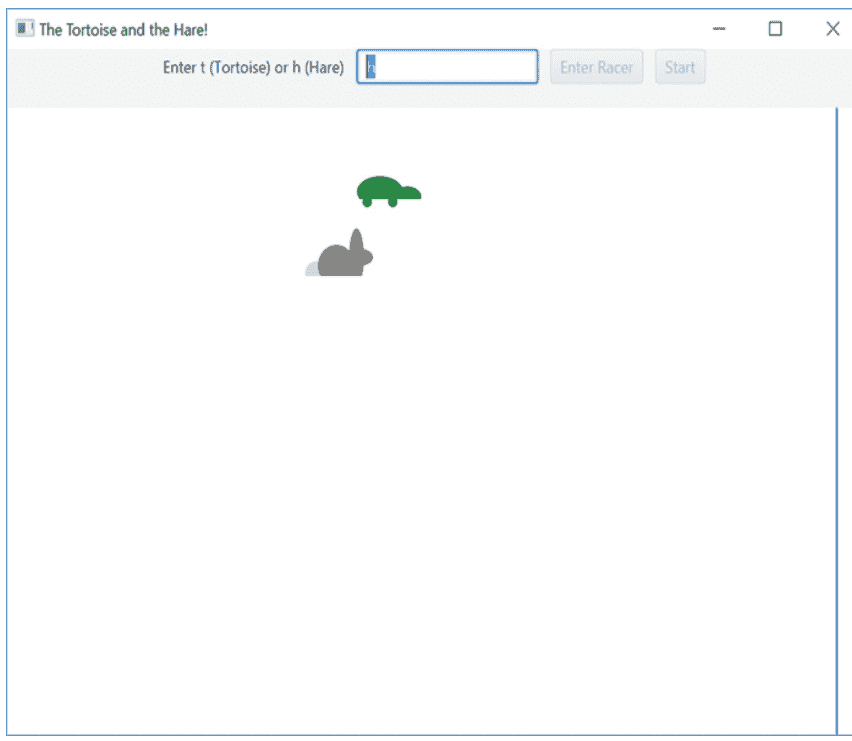 The Tortoise and the Hare!
Enter t (Tortoise) or h (Hare) h Enter Racer Start